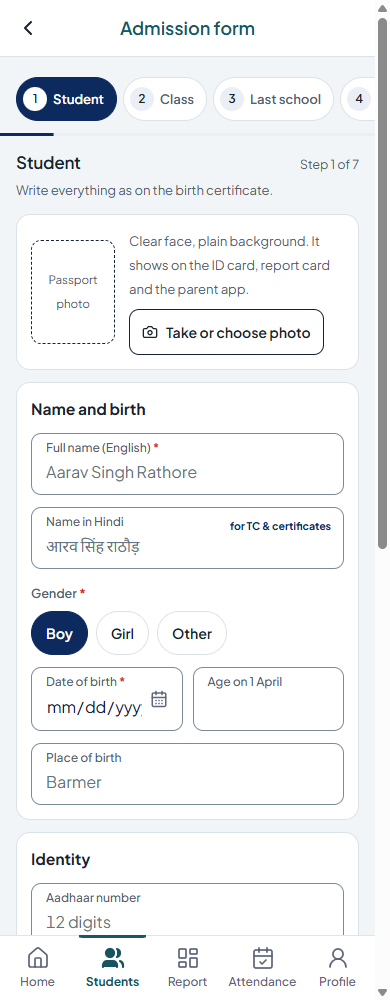 Admission form
1 Student
2 Class
3 Last school
4
Student
Step 1 of 7
Write everything as on the birth certificate.
Passport
photo
Clear face, plain background. It
shows on the ID card, report card
and the parent app.
Take or choose photo
Name and birth
Full name (English) *
Aarav Singh Rathore
Name in Hindi
for TC & certificates
आरव सिंह राठौड़
Gender *
Boy
Girl
Other
Date of birth *
mm/dd/yyy
Age on 1 April
Place of birth
Barmer
Identity
Aadhaar number
12 digits
Home
Students
Report
Attendance
Profile